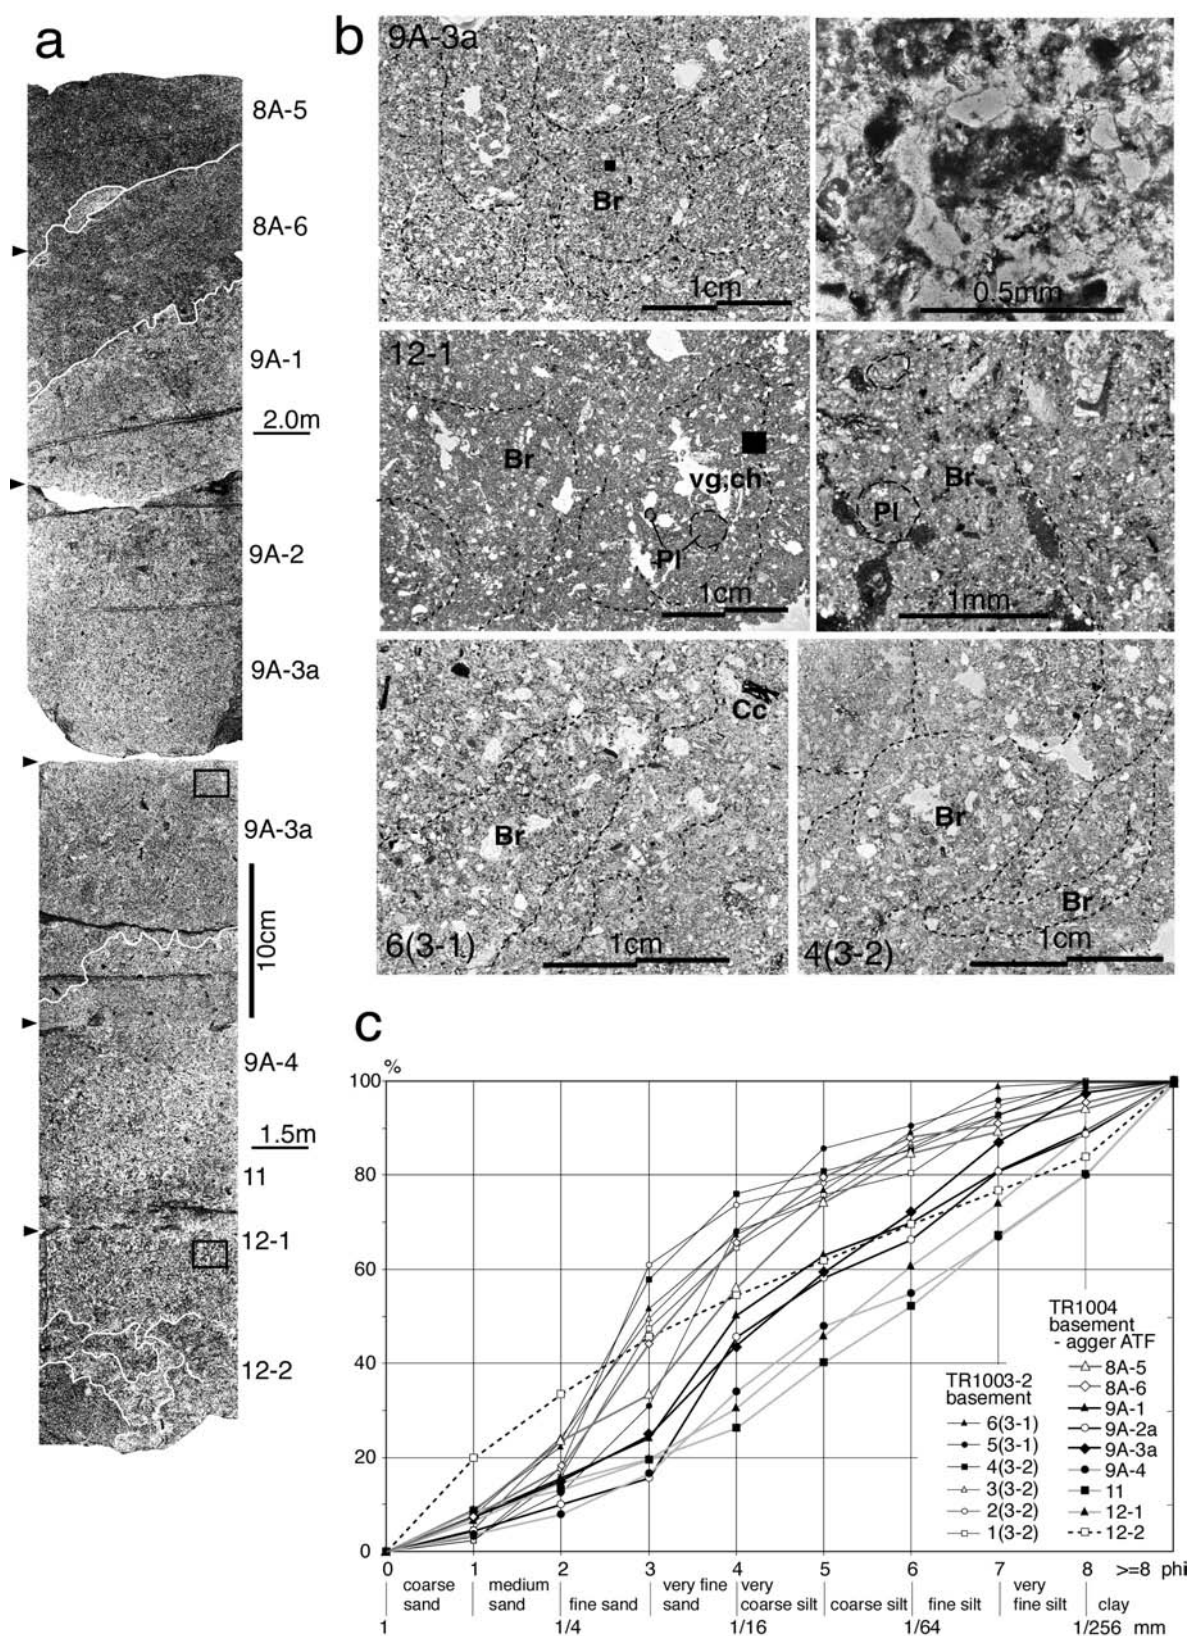 a
8A-5
8A-6
9A-1
2.0m
9A-2
9A-3a
9A-3a
10cm
9A-4
1.5m
11
12-1
12-2
b
9A-3a
Br
1cm
0.5mm
12-1
Br
vg,ch
Pl
1cm
Br
Pl
1mm
Cc
Br
6(3-1)
1cm
Br
Br
4(3-2)
1cm
c
%
100
80
60
40
20
0
TR1003-2
basement
6(3-1)
5(3-1)
4(3-2)
3(3-2)
2(3-2)
1(3-2)
TR1004
basement
- agger ATF
8A-5
8A-6
9A-1
9A-2a
9A-3a
9A-4
11
12-1
12-2
0 1 2 3 4 5 6 7 8 >=8 phi
coarse sand
medium sand
fine sand
very fine sand
very coarse silt
coarse silt
fine silt
very fine silt
clay
1 1/4 1/16 1/64 1/256 mm